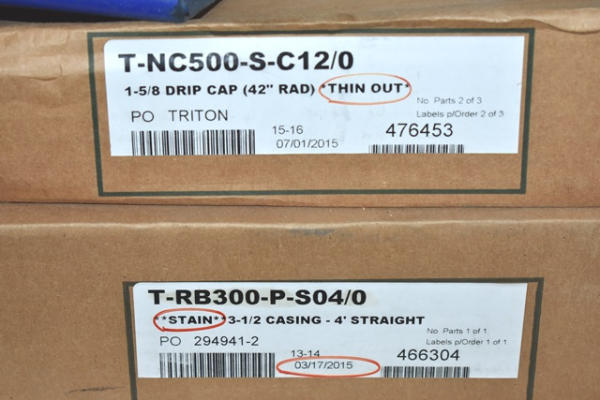 T-NC500-S-C12/0
1-5/8 DRIP CAP (42" RAD) *THIN OUT*
No. Parts 2 of 3
Labels p/Order 2 of 3
PO TRITON
15-16
07/01/2015
476453
T-RB300-P-S04/0
**STAIN** 3-1/2 CASING - 4' STRAIGHT
No. Parts 1 of 1
Labels p/Order 1 of 1
PO 294941-2
13-14
03/17/2015
466304